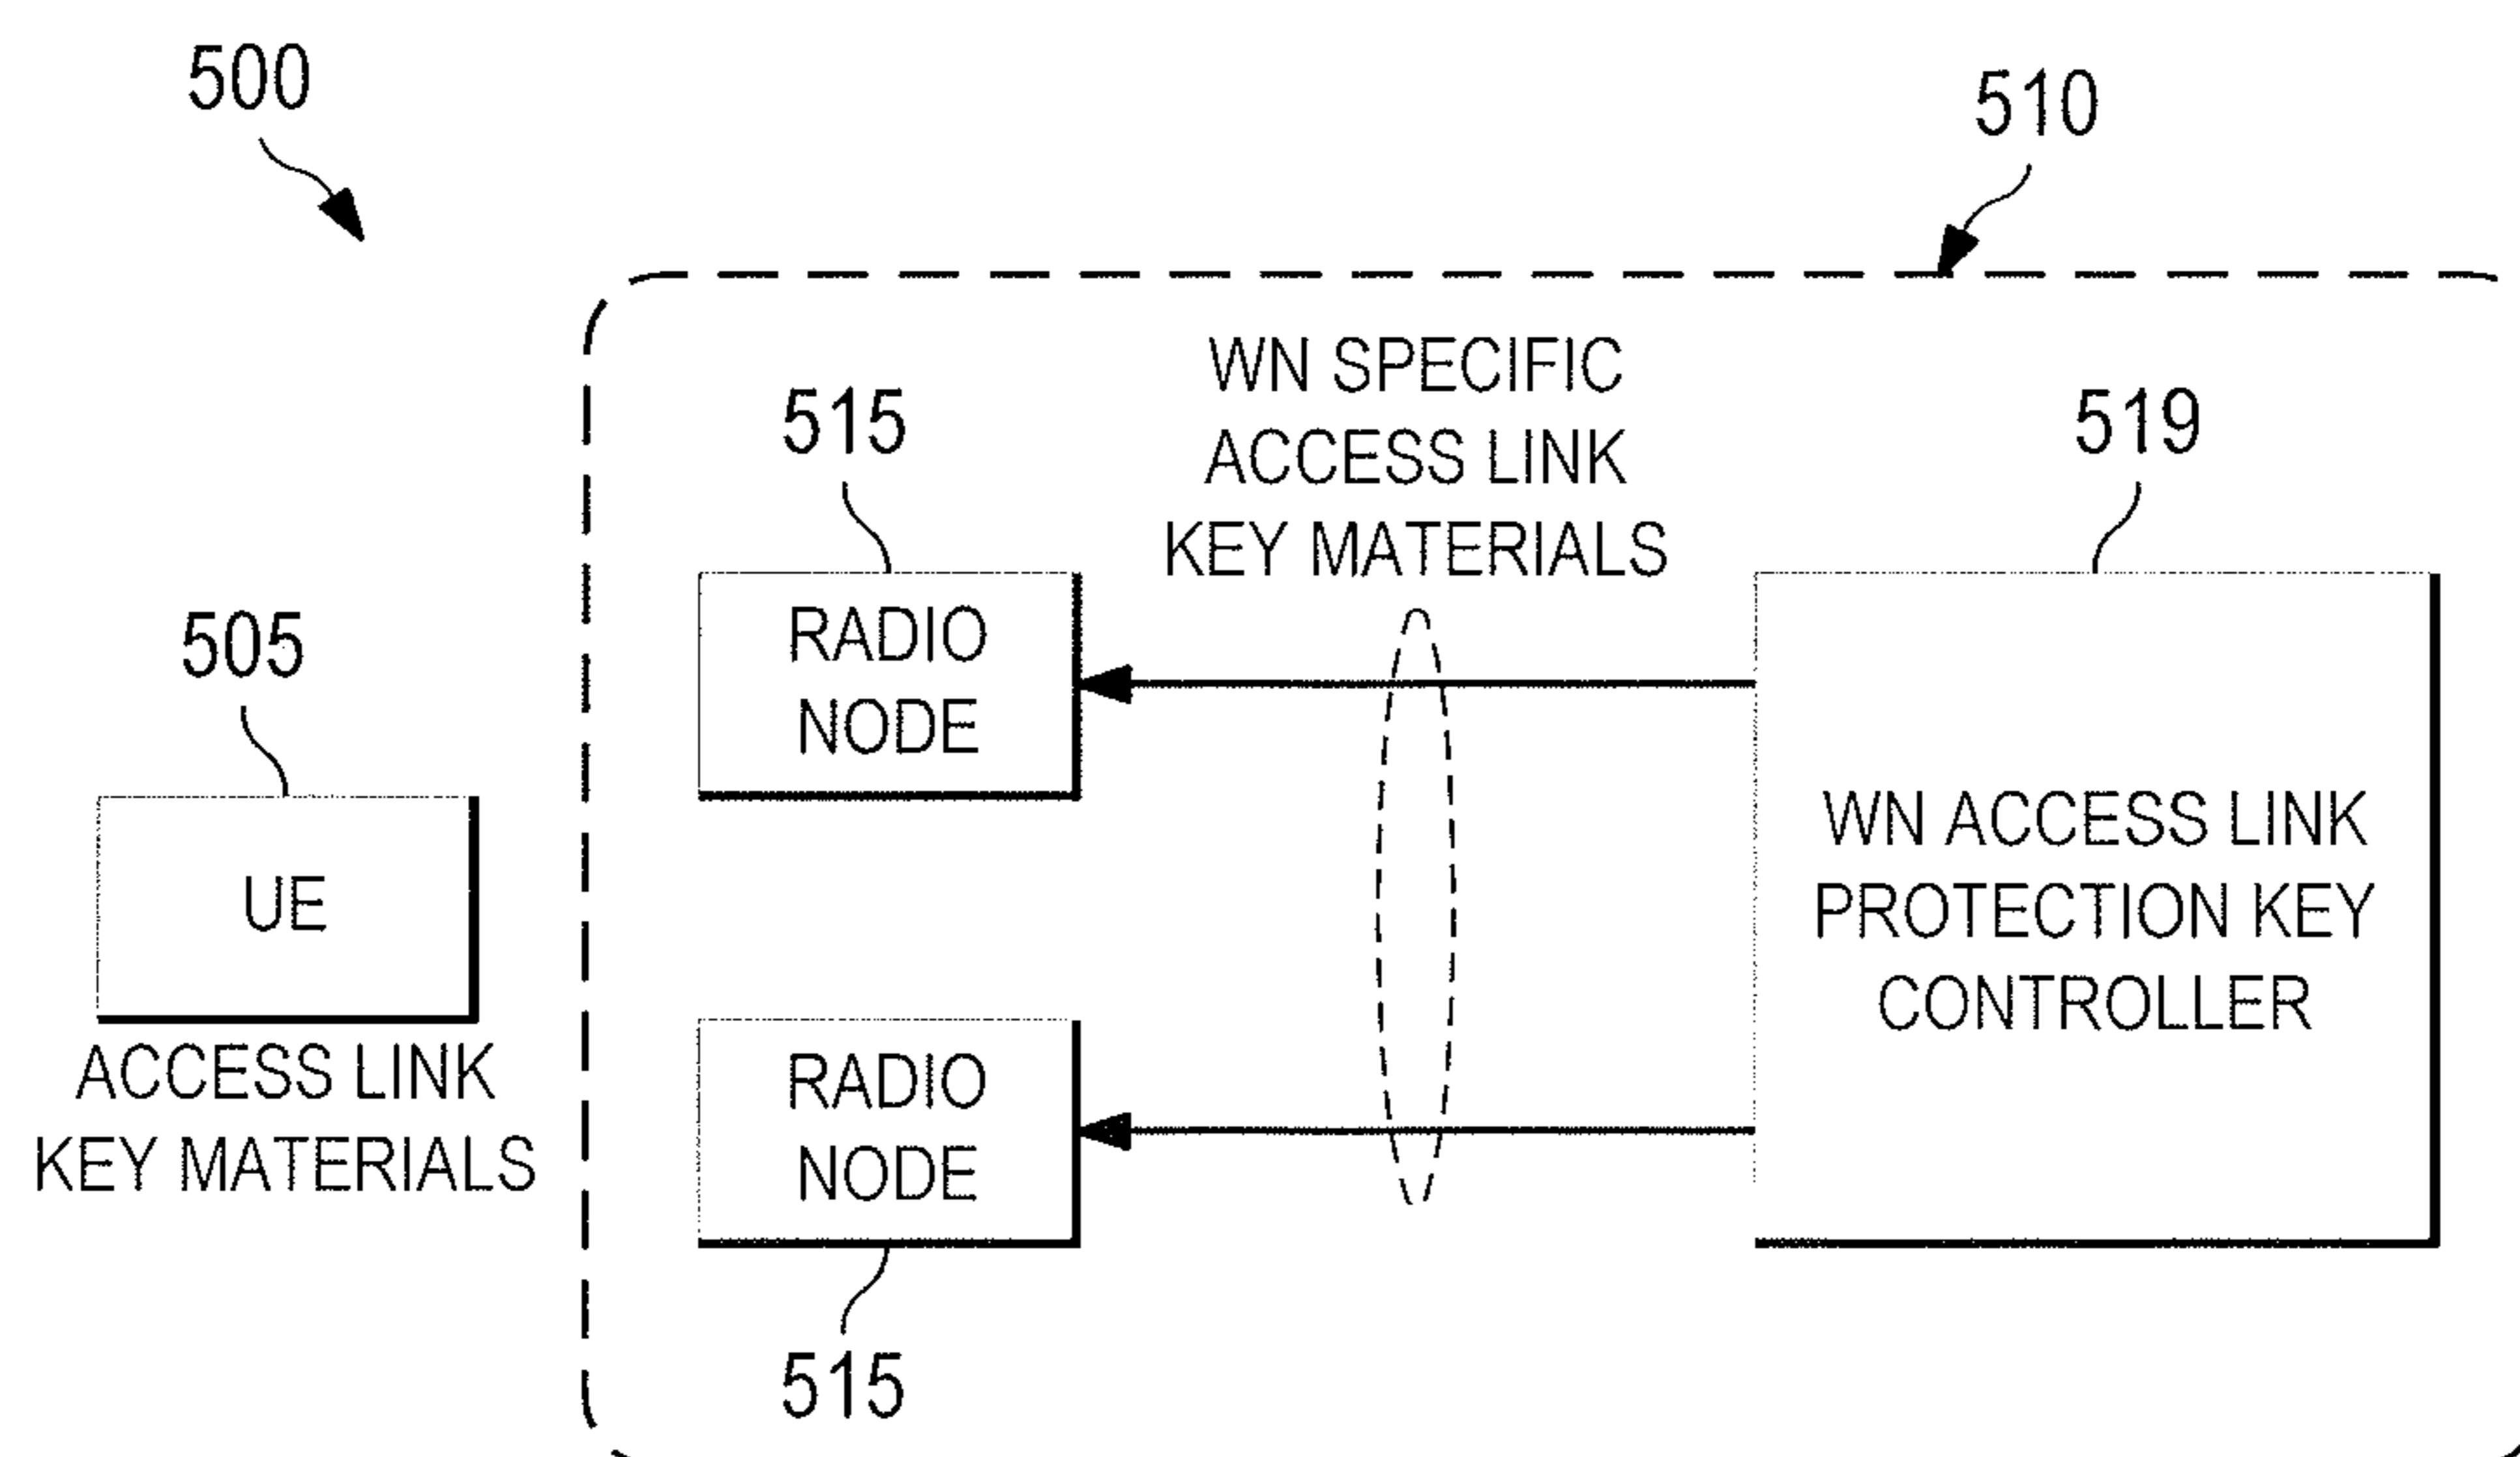 500
510
WN SPECIFIC
ACCESS LINK
KEY MATERIALS
515
519
RADIO
NODE
505
UE
ACCESS LINK
KEY MATERIALS
WN ACCESS LINK
PROTECTION KEY
CONTROLLER
RADIO
NODE
515